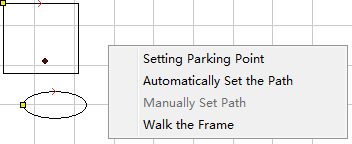 Setting Parking Point
Automatically Set the Path
Manually Set Path
Walk the Frame